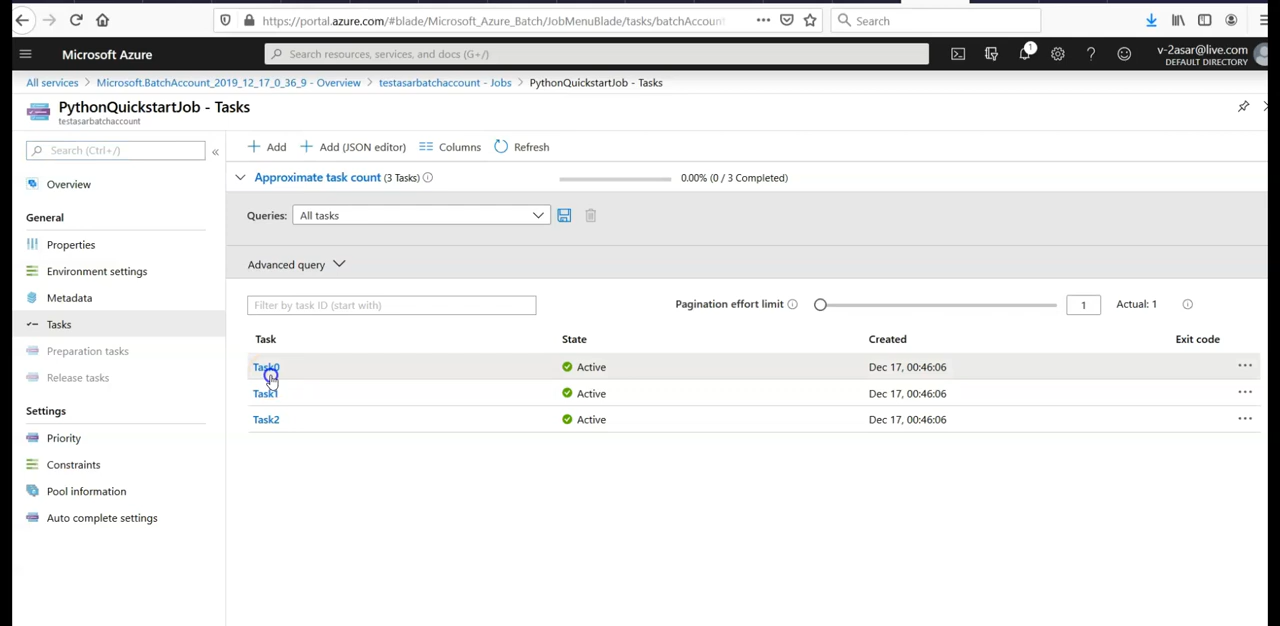 https://portal.azure.com/#blade/Microsoft_Azure_Batch/JobMenuBlade/tasks/batchAccount
Search
Microsoft Azure
Search resources, services, and docs (G+/)
1
v-2asar@live.com
DEFAULT DIRECTORY
All services > Microsoft.BatchAccount_2019_12_17_0_36_9 - Overview > testasarbatchaccount - Jobs > PythonQuickstartJob - Tasks
PythonQuickstartJob - Tasks
testasarbatchaccount
Search (Ctrl+/)
«
Overview
General
Properties
Environment settings
Metadata
Tasks
Preparation tasks
Release tasks
Settings
Priority
Constraints
Pool information
Auto complete settings
+ Add + Add (JSON editor) Columns Refresh
Approximate task count (3 Tasks) 0.00% (0 / 3 Completed)
Queries: All tasks
Advanced query
Filter by task ID (start with) Pagination effort limit 1 Actual: 1
Task State Created Exit code
Task0 Active Dec 17, 00:46:06 ...
Task1 Active Dec 17, 00:46:06 ...
Task2 Active Dec 17, 00:46:06 ...